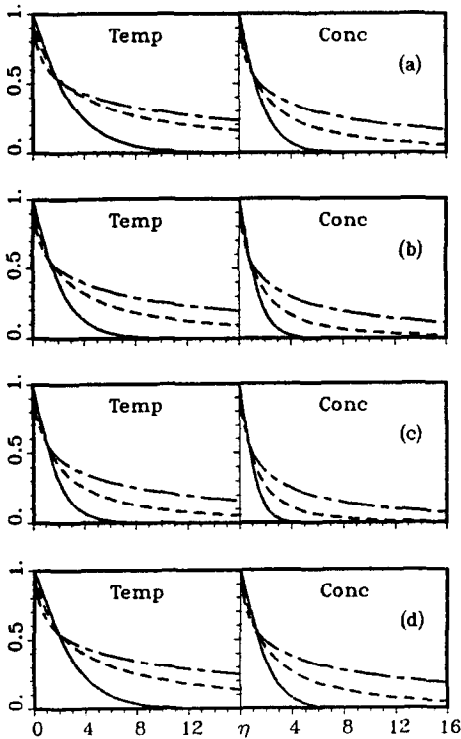 1.
0.5
0.
Temp
Conc
(a)
1.
0.5
0.
Temp
Conc
(b)
1.
0.5
0.
Temp
Conc
(c)
1.
0.5
0.
Temp
Conc
(d)
0 4 8 12 η 4 8 12 16